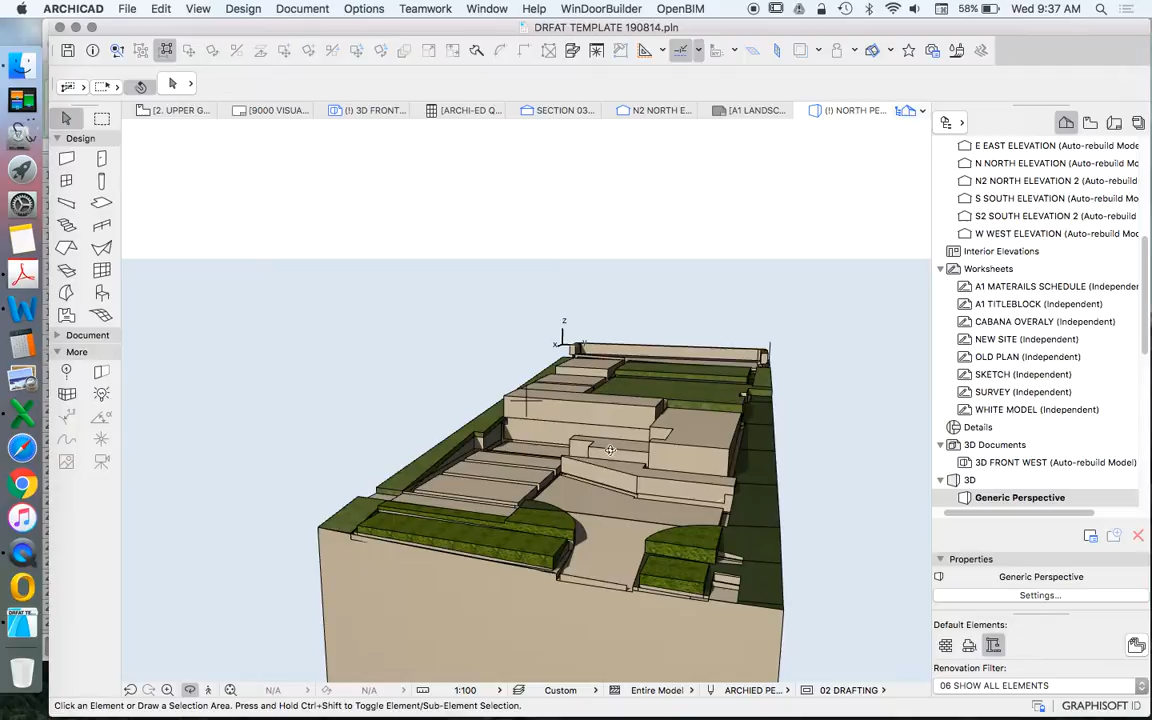 ARCHICAD File Edit View Design Document Options Teamwork Window Help WinDoorBuilder OpenBIM 58% Wed 9:37 AM
DRFAT TEMPLATE 190814.pln
[2. UPPER G... [9000 VISUA... (!) 3D FRONT... [ARCHI-ED Q... SECTION 03... N2 NORTH E... [A1 LANDSC... (!) NORTH PE...
Design
Document
More
z
x
E EAST ELEVATION (Auto-rebuild Mode
N NORTH ELEVATION (Auto-rebuild Mo
N2 NORTH ELEVATION 2 (Auto-rebuild
S SOUTH ELEVATION (Auto-rebuild Mo
S2 SOUTH ELEVATION 2 (Auto-rebuild
W WEST ELEVATION (Auto-rebuild Mo
Interior Elevations
Worksheets
A1 MATERAILS SCHEDULE (Independer
A1 TITLEBLOCK (Independent)
CABANA OVERALY (Independent)
NEW SITE (Independent)
OLD PLAN (Independent)
SKETCH (Independent)
SURVEY (Independent)
WHITE MODEL (Independent)
Details
3D Documents
3D FRONT WEST (Auto-rebuild Model)
3D
Generic Perspective
Properties
Generic Perspective
Settings...
Default Elements:
Renovation Filter:
06 SHOW ALL ELEMENTS
N/A N/A 1:100 Custom Entire Model ARCHIED PE... 02 DRAFTING
Click an Element or Draw a Selection Area. Press and Hold Ctrl+Shift to Toggle Element/Sub-Element Selection.
GRAPHISOFT ID